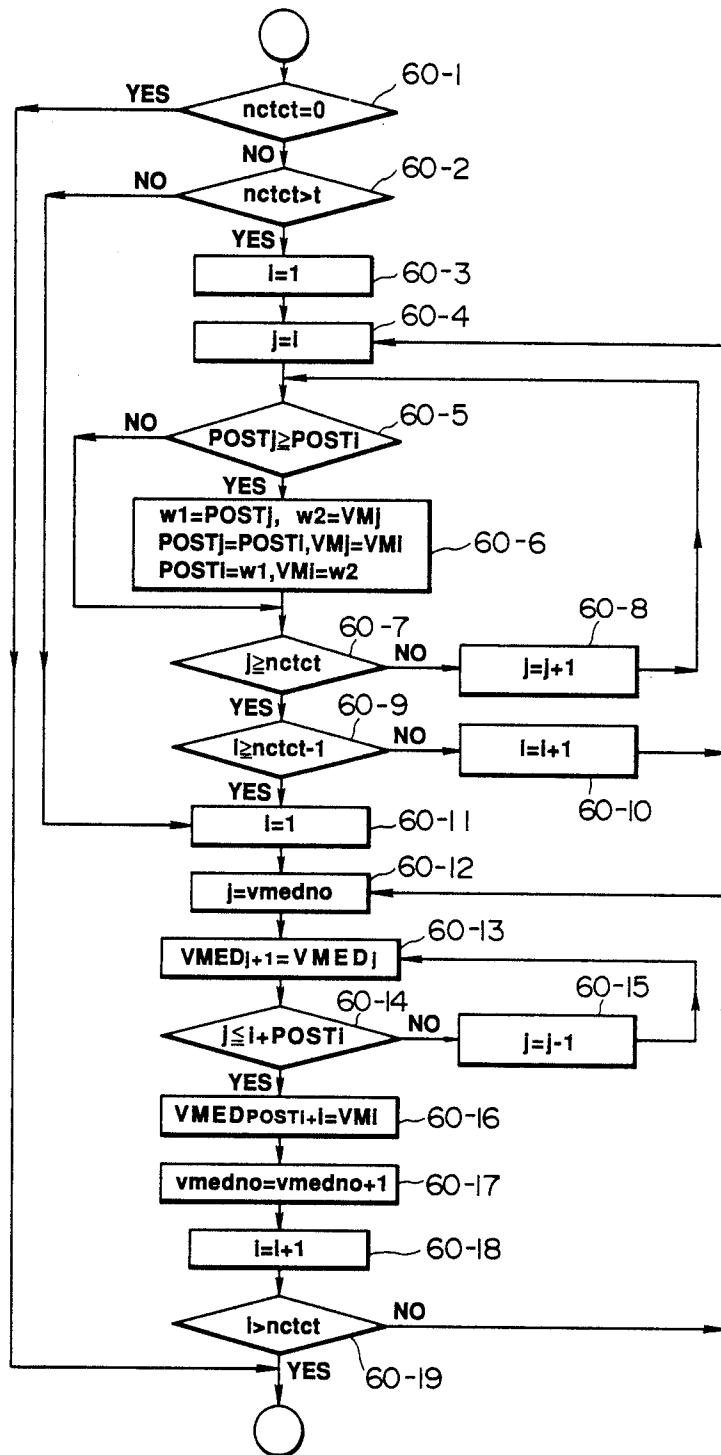 60-1
YES
nctct=0
NO
60-2
NO
nctct>t
YES
i=1
60-3
60-4
j=i
60-5
NO
POSTj≧POSTi
YES
w1=POSTj, w2=VMj
POSTj=POSTi,VMj=VMi
POSTi=w1,VMi=w2
60-6
60-7
60-8
j≧nctct
NO
j=j+1
YES
60-9
i≧nctct-1
NO
i=i+1
YES
60-10
i=1
60-11
60-12
j=vmedno
60-13
VMEDj+1=VMEDj
60-14
60-15
j≦i+POSTi
NO
j=j-1
YES
VMEDPOSTi+i=VMi
60-16
vmedno=vmedno+1
60-17
i=i+1
60-18
i>nctct
NO
YES
60-19